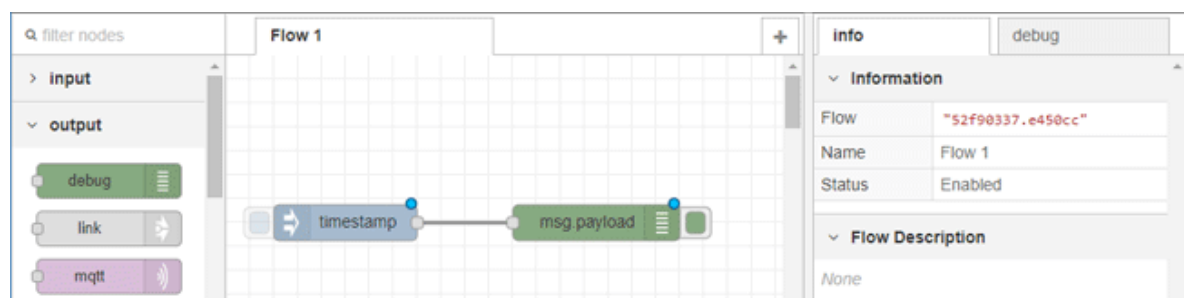 filter nodes
input
output
debug
link
mqtt
Flow 1
+
timestamp
msg.payload
info
debug
Information
Flow "52f90337.e450cc"
Name Flow 1
Status Enabled
Flow Description
None